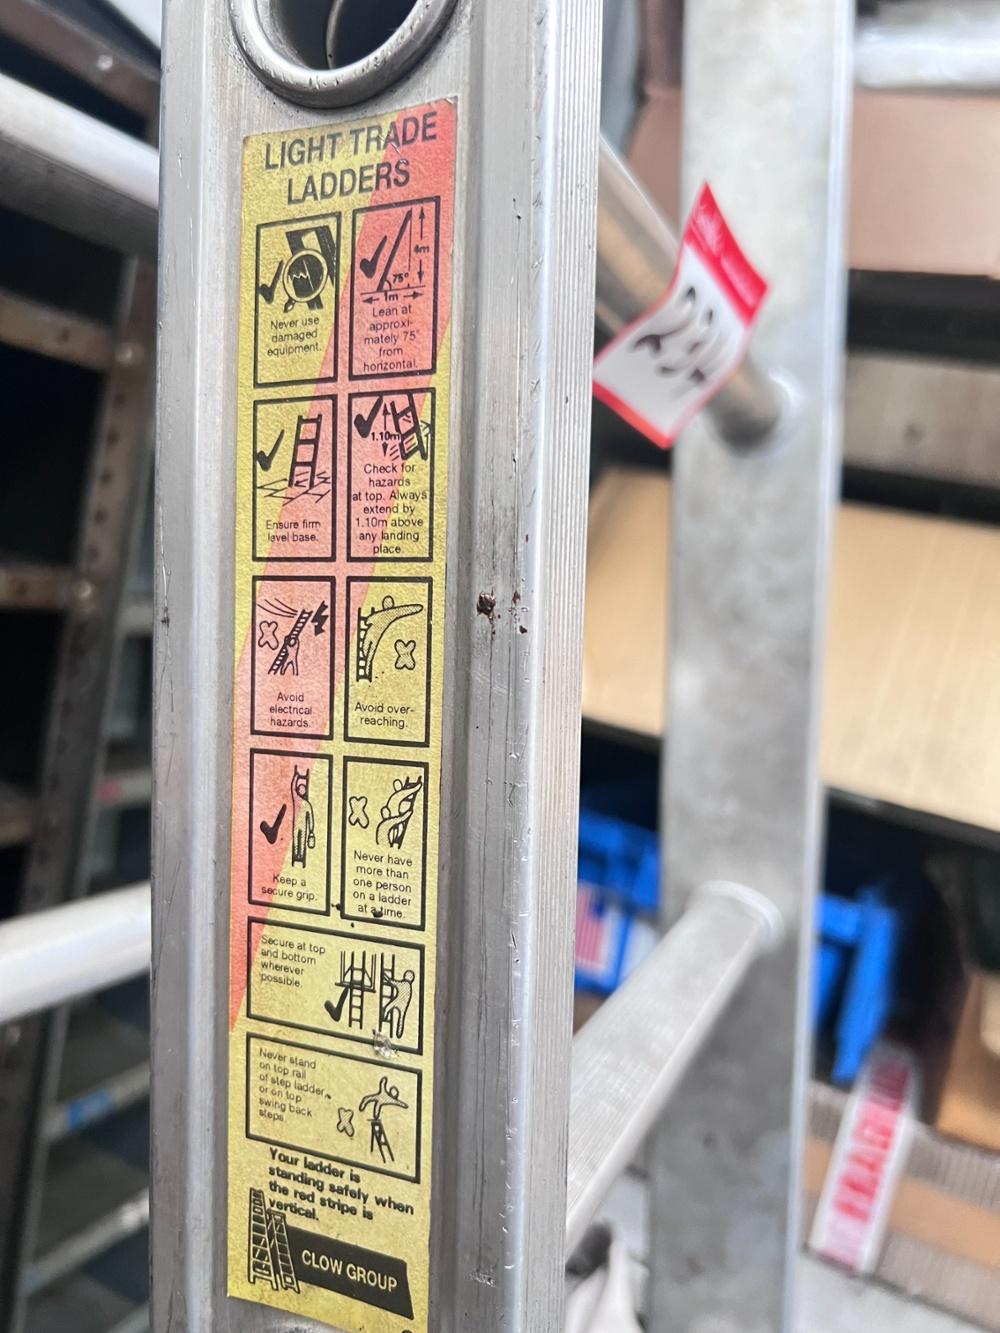 LIGHT TRADE
LADDERS
Never use
damaged
equipment.
4m
75°
1m
Lean at
approxi-
mately 75°
from
horizontal.
Ensure firm
level base.
1.10m
Check for
hazards
at top. Always
extend by
1.10m above
any landing
place.
Avoid
electrical
hazards.
Avoid over-
reaching.
Keep a
secure grip.
Never have
more than
one person
on a ladder
at a time.
Secure at top
and bottom
wherever
possible.
Never stand
on top rail
of step ladder,
or on top
swing back
steps.
Your ladder is
standing safely when
the red stripe is
vertical.
CLOW GROUP
294